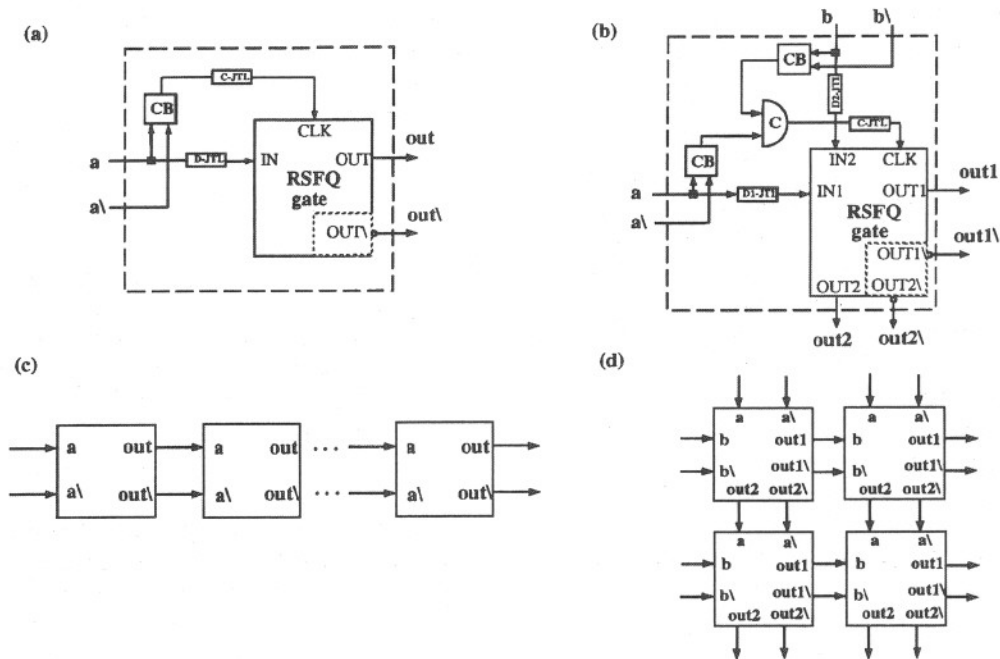 (a)
C-JTL
CB
CLK
a
D-JTL
IN
OUT
out
RSFQ
gate
a\
OUT\
out\
(b)
b
b\
CB
D2-JTL
C
C-JTL
CB
IN2
CLK
a
D1-JTL
IN1
OUT1
out1
RSFQ
gate
a\
OUT1\
out1\
OUT2
OUT2\
out2
out2\
(c)
a
out
a
out
...
a
out
a\
out\
a\
out\
...
a\
out\
(d)
a
a\
a
a\
b
out1
b
out1
b\
out1\
b\
out1\
out2
out2\
out2
out2\
a
a\
a
a\
b
out1
b
out1
b\
out1\
b\
out1\
out2
out2\
out2
out2\